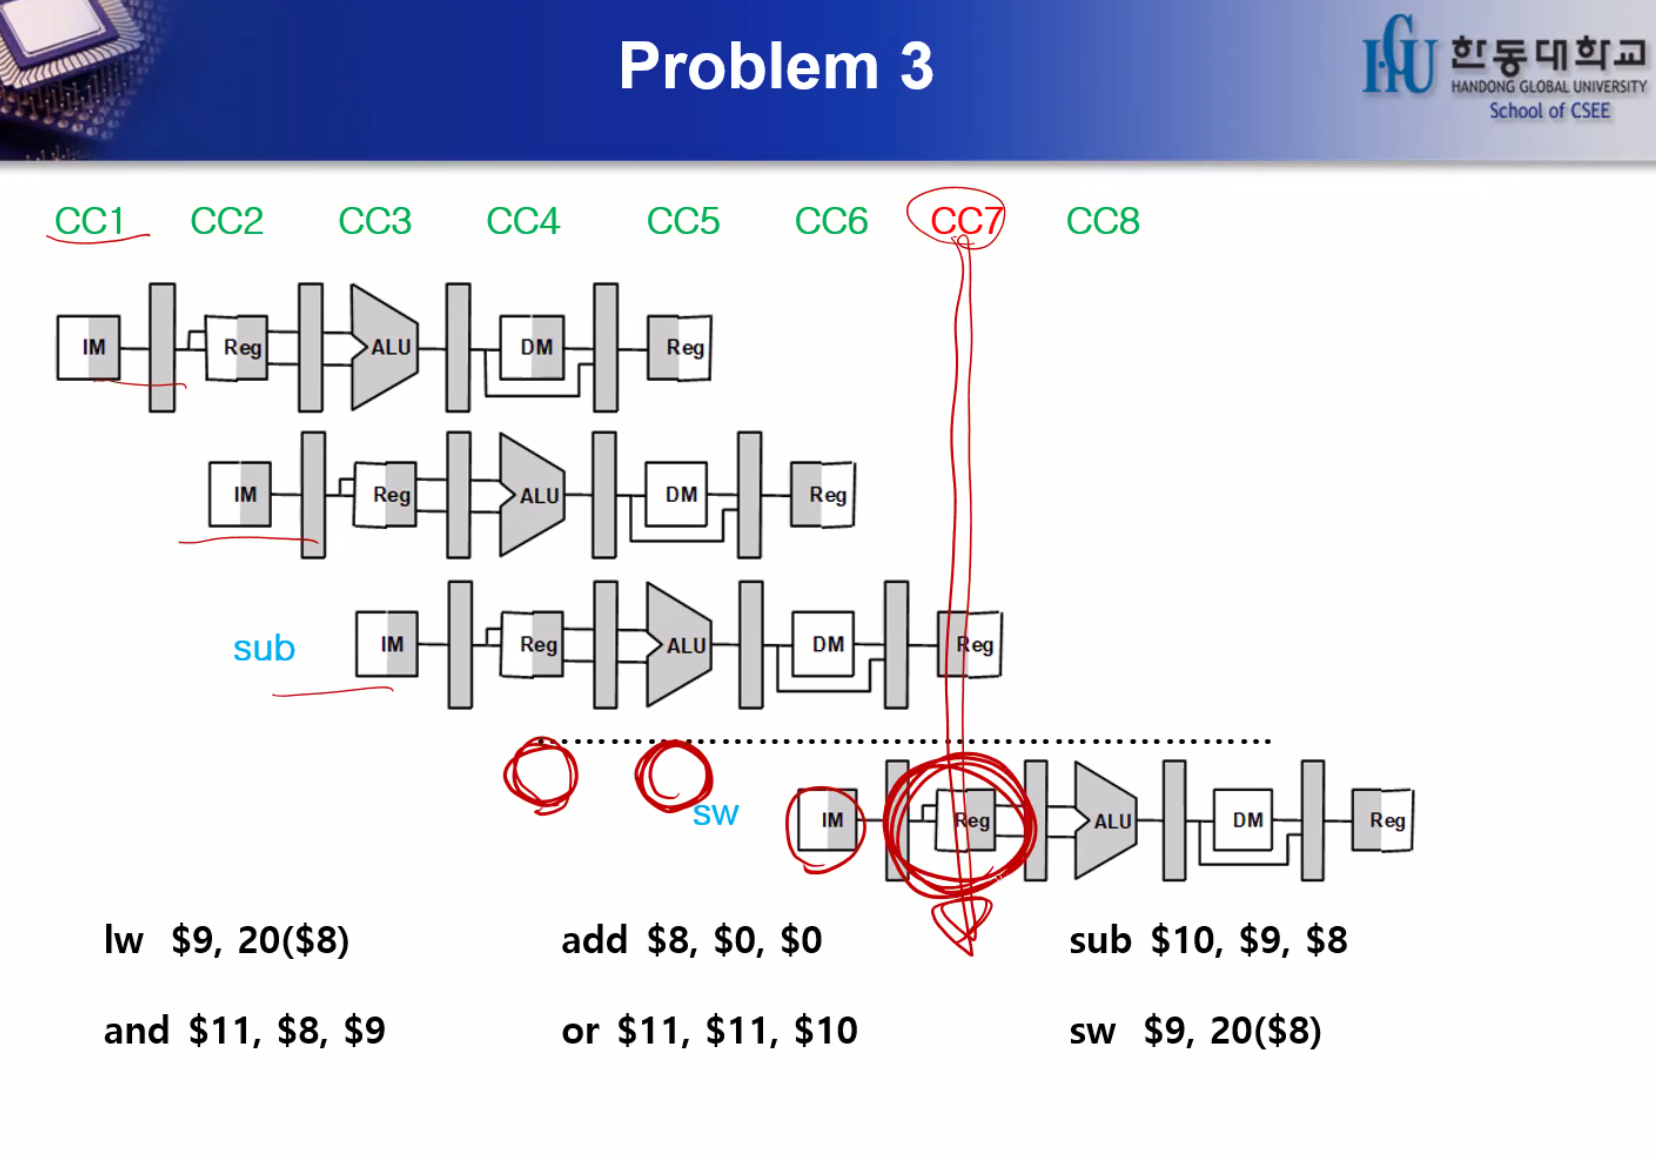 Problem 3
HGU 한동대학교
HANDONG GLOBAL UNIVERSITY
School of CSEE
CC1 CC2 CC3 CC4 CC5 CC6 CC7 CC8
IM Reg ALU DM Reg
IM Reg ALU DM Reg
sub IM Reg ALU DM Reg
sw IM Reg ALU DM Reg
lw $9, 20($8) add $8, $0, $0 sub $10, $9, $8
and $11, $8, $9 or $11, $11, $10 sw $9, 20($8)